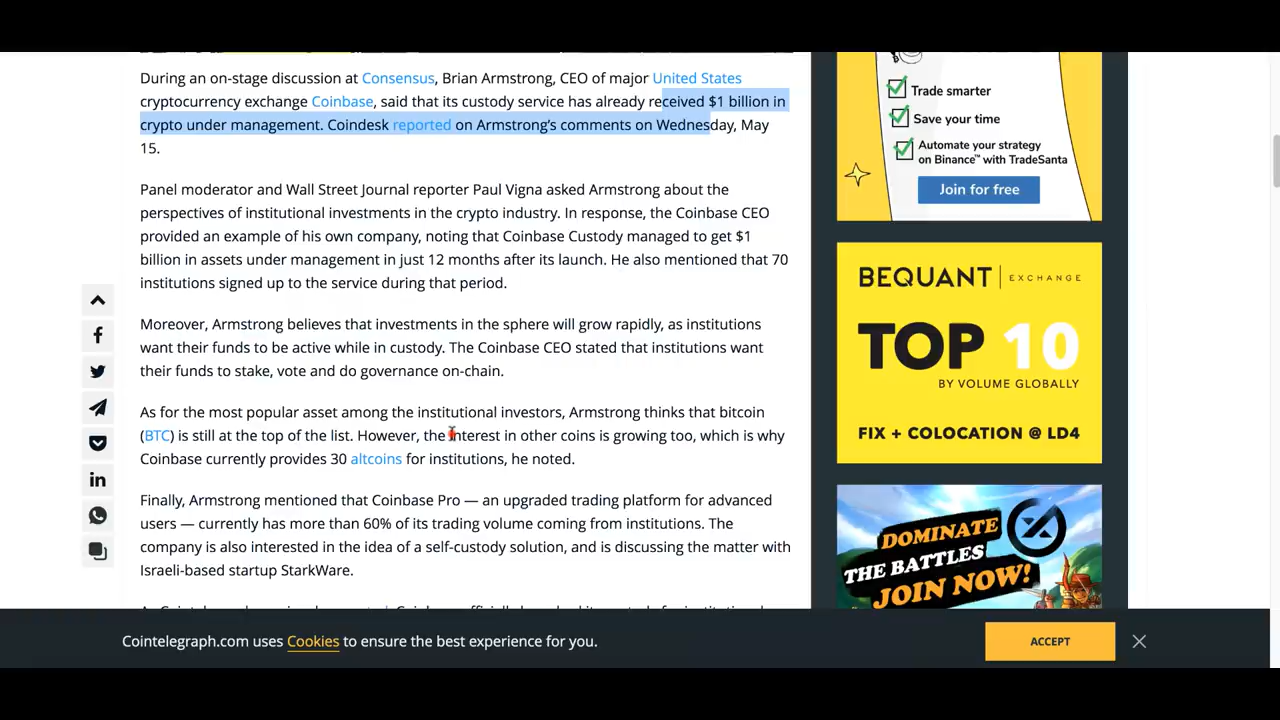 During an on-stage discussion at Consensus, Brian Armstrong, CEO of major United States
cryptocurrency exchange Coinbase, said that its custody service has already received $1 billion in
crypto under management. Coindesk reported on Armstrong's comments on Wednesday, May
15.
Panel moderator and Wall Street Journal reporter Paul Vigna asked Armstrong about the
perspectives of institutional investments in the crypto industry. In response, the Coinbase CEO
provided an example of his own company, noting that Coinbase Custody managed to get $1
billion in assets under management in just 12 months after its launch. He also mentioned that 70
institutions signed up to the service during that period.
Moreover, Armstrong believes that investments in the sphere will grow rapidly, as institutions
want their funds to be active while in custody. The Coinbase CEO stated that institutions want
their funds to stake, vote and do governance on-chain.
As for the most popular asset among the institutional investors, Armstrong thinks that bitcoin
(BTC) is still at the top of the list. However, the interest in other coins is growing too, which is why
Coinbase currently provides 30 altcoins for institutions, he noted.
Finally, Armstrong mentioned that Coinbase Pro — an upgraded trading platform for advanced
users — currently has more than 60% of its trading volume coming from institutions. The
company is also interested in the idea of a self-custody solution, and is discussing the matter with
Israeli-based startup StarkWare.
Trade smarter
Save your time
Automate your strategy
on Binance™ with TradeSanta
Join for free
BEQUANT | EXCHANGE
TOP 10
BY VOLUME GLOBALLY
FIX + COLOCATION @ LD4
DOMINATE
THE BATTLES
JOIN NOW!
Cointelegraph.com uses Cookies to ensure the best experience for you.
ACCEPT